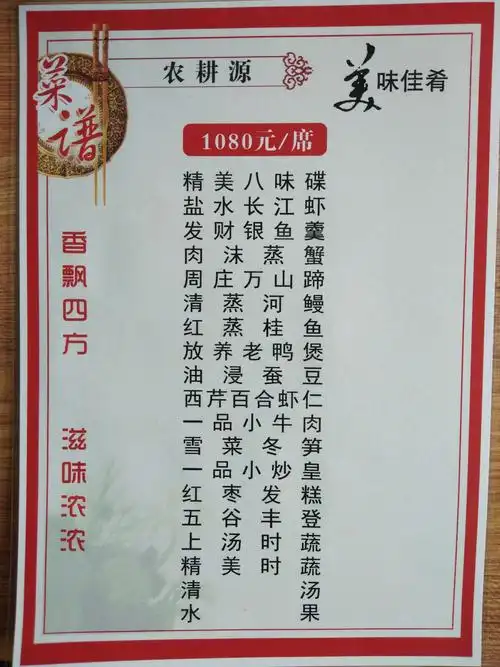 菜·谱
农耕源
美味佳肴
1080元/席
精美八味碟
盐水长江虾
发财银鱼羹
肉沫蒸蟹
周庄万山蹄
清蒸河鳗
红蒸桂鱼
放养老鸭煲
油浸蚕豆
西芹百合虾仁
一品小牛肉
雪菜冬笋
一品小炒皇
红枣发糕
五谷丰登
上汤时蔬
精美时蔬
清汤
水果
香飘四方
滋味浓浓